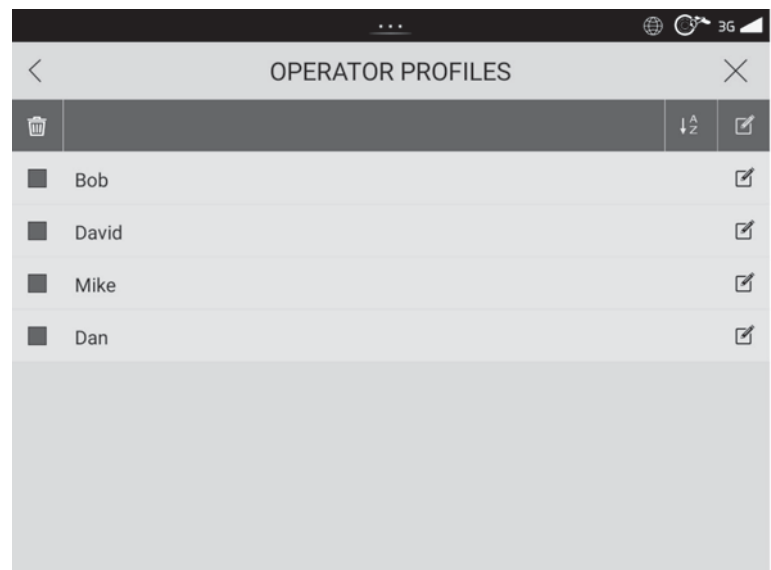 ...
3G
OPERATOR PROFILES
A
Z
Bob
David
Mike
Dan